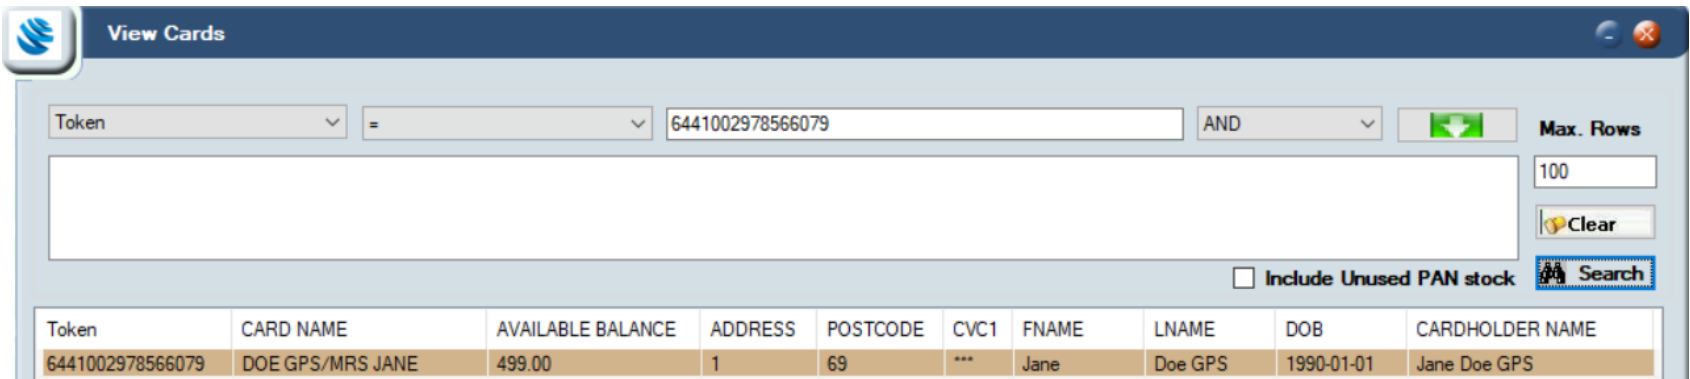 View Cards
Token = 6441002978566079 AND Max. Rows
100
Clear
Include Unused PAN stock Search
Token CARD NAME AVAILABLE BALANCE ADDRESS POSTCODE CVC1 FNAME LNAME DOB CARDHOLDER NAME
6441002978566079 DOE GPS/MRS JANE 499.00 1 69 *** Jane Doe GPS 1990-01-01 Jane Doe GPS